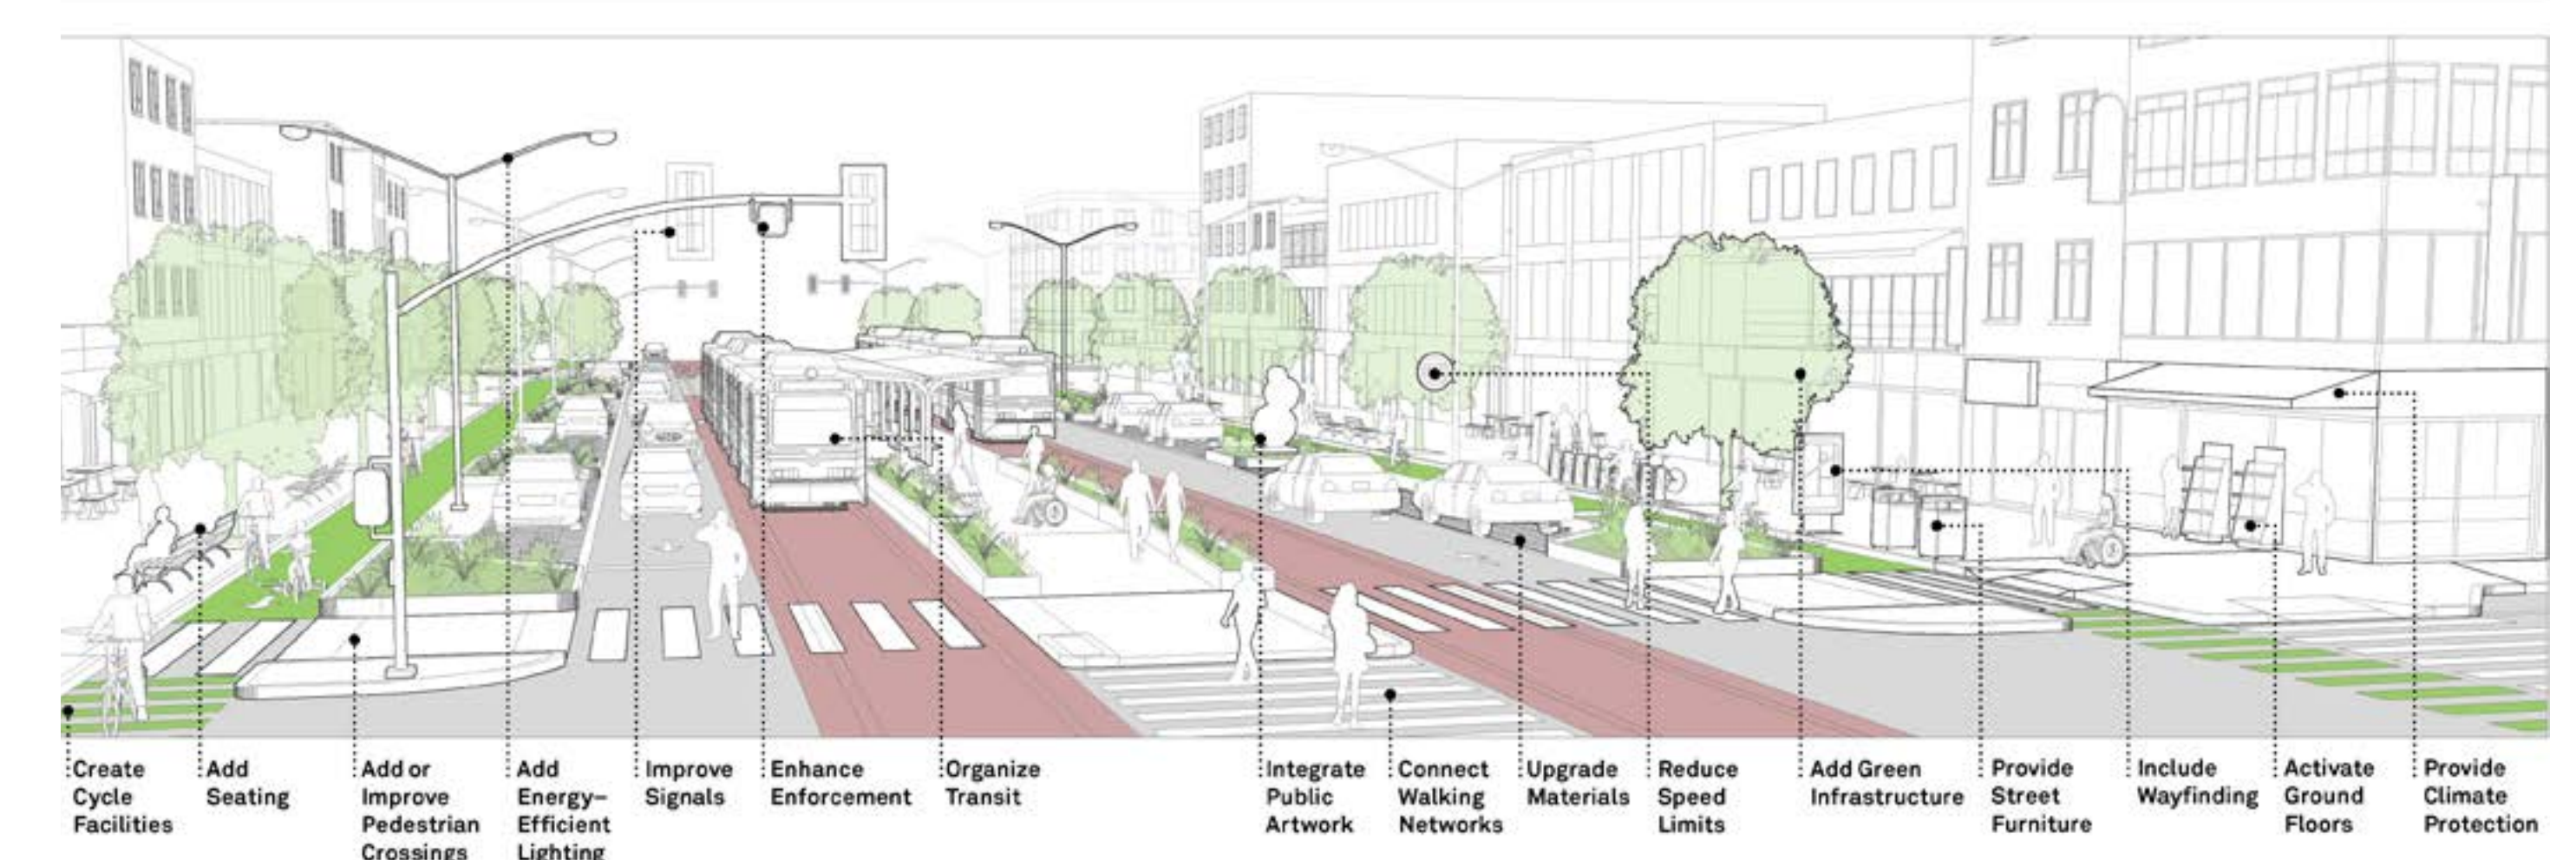 Create
Cycle
Facilities
Add
Seating
Add or
Improve
Pedestrian
Crossings
Add
Energy–
Efficient
Lighting
Improve
Signals
Enhance
Enforcement
Organize
Transit
Integrate
Public
Artwork
Connect
Walking
Networks
Upgrade
Materials
Reduce
Speed
Limits
Add Green
Infrastructure
Provide
Street
Furniture
Include
Wayfinding
Activate
Ground
Floors
Provide
Climate
Protection